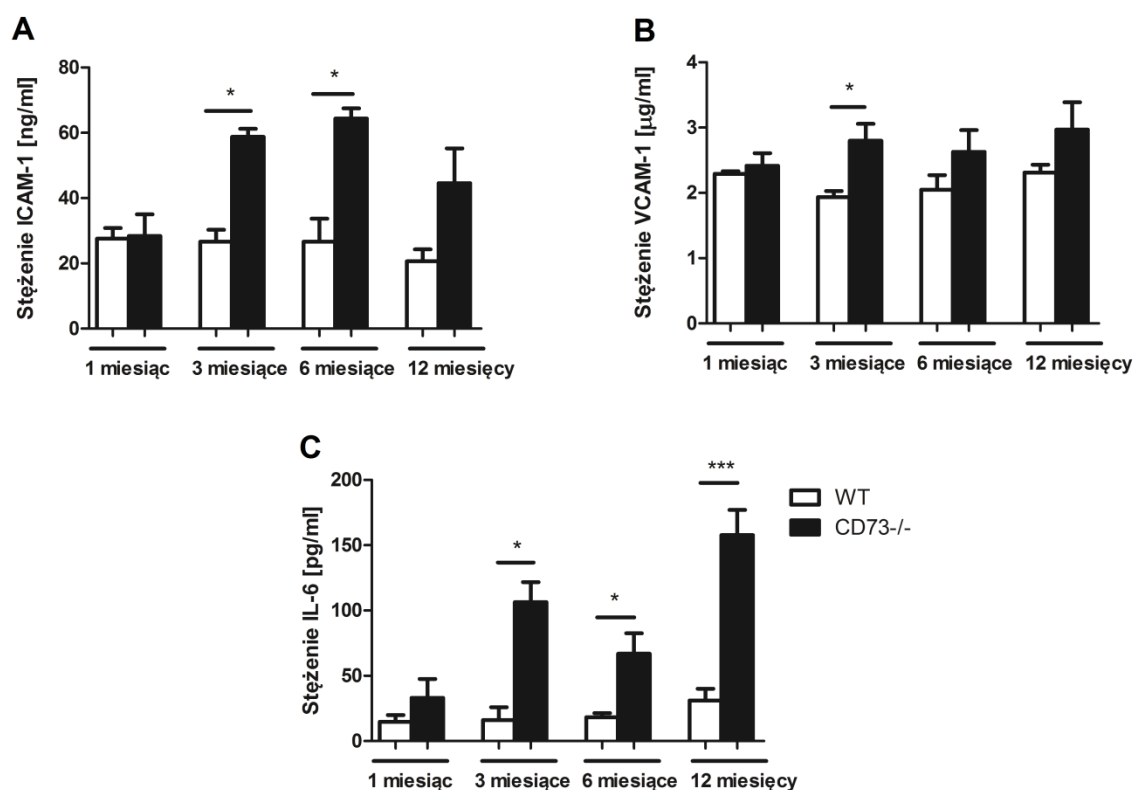 A
Stężenie ICAM-1 [ng/ml]
80
60
40
20
0
*
*
1 miesiąc
3 miesiące
6 miesiące
12 miesięcy
B
Stężenie VCAM-1 [µg/ml]
4
3
2
1
0
*
1 miesiąc
3 miesiące
6 miesiące
12 miesięcy
C
Stężenie IL-6 [pg/ml]
200
150
100
50
0
*
*
***
1 miesiąc
3 miesiące
6 miesiące
12 miesięcy
WT
CD73-/-